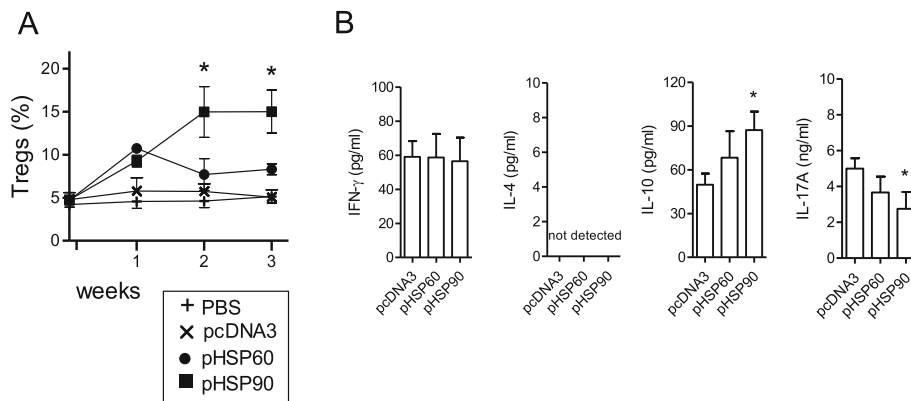 A
Tregs (%)
20
15
10
5
0
* *
1 2 3
weeks
PBS
pcDNA3
pHSP60
pHSP90
B
IFN-γ (pg/ml)
100
80
60
40
20
0
pcDNA3
pHSP60
pHSP90
IL-4 (pg/ml)
10
8
6
4
2
0
not detected
pcDNA3
pHSP60
pHSP90
IL-10 (pg/ml)
120
90
60
30
0
*
pcDNA3
pHSP60
pHSP90
IL-17A (ng/ml)
10
8
6
4
2
0
*
pcDNA3
pHSP60
pHSP90